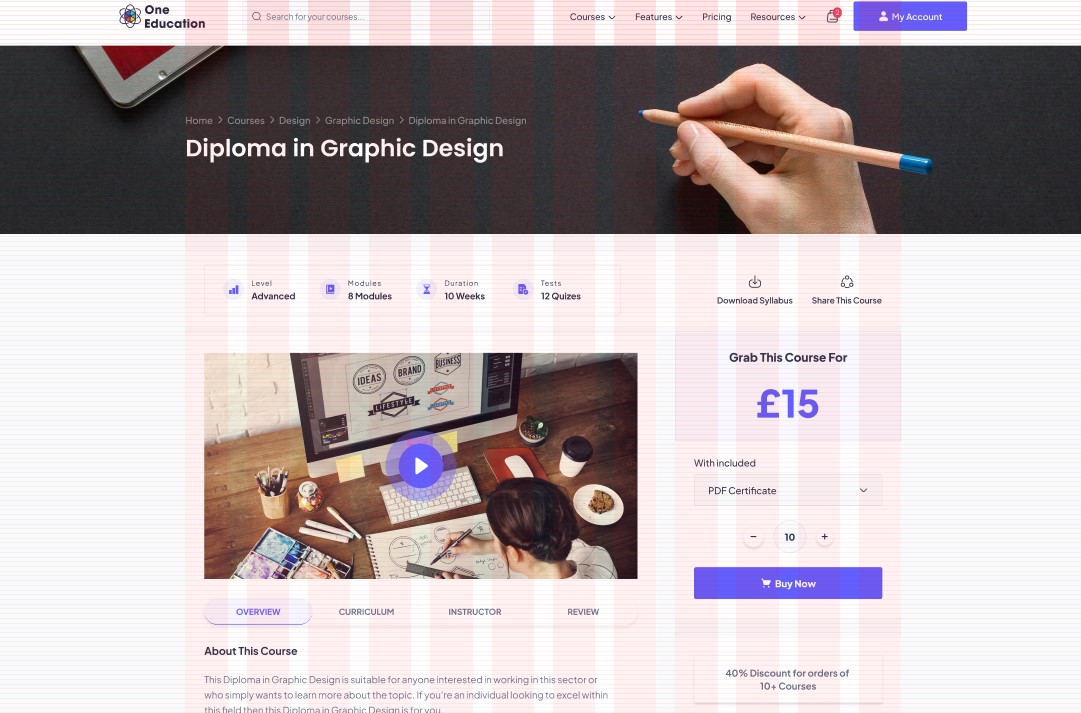 One
Education
Search for your courses...
Courses
Features
Pricing
Resources
My Account
Home > Courses > Design > Graphic Design > Diploma in Graphic Design
Diploma in Graphic Design
Level
Advanced
Modules
8 Modules
Duration
10 Weeks
Tests
12 Quizes
Download Syllabus
Share This Course
IDEAS
BRAND
BUSINESS
LIFESTYLE
Grab This Course For
£15
With included
PDF Certificate
− 10 +
Buy Now
OVERVIEW
CURRICULUM
INSTRUCTOR
REVIEW
About This Course
This Diploma in Graphic Design is suitable for anyone interested in working in this sector or
who simply wants to learn more about the topic. If you're an individual looking to excel within
this field then this Diploma in Graphic Design is for you.
40% Discount for orders of
10+ Courses